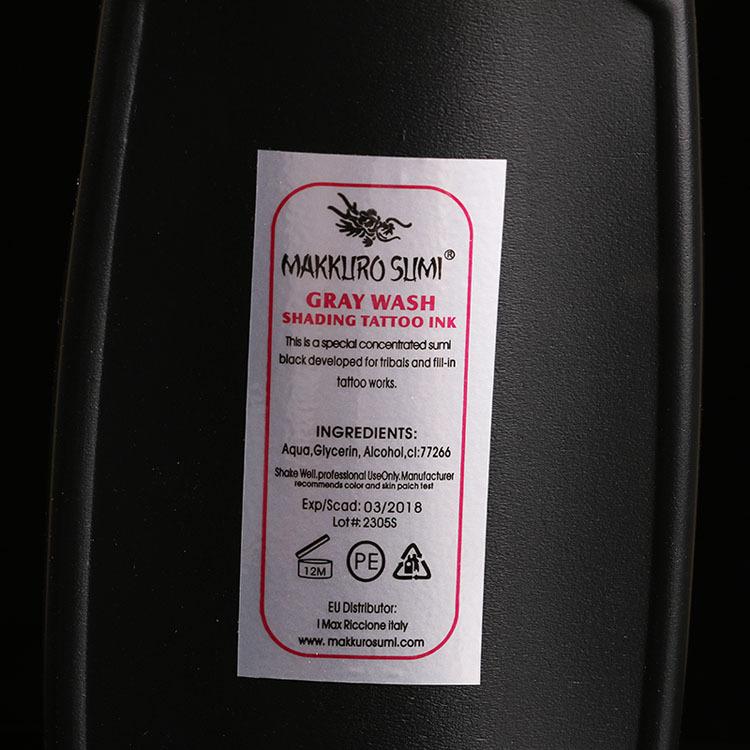 MAKKURO SUMI®
GRAY WASH
SHADING TATTOO INK
This is a special concentrated sumi
black developed for tribals and fill-in
tattoo works.
INGREDIENTS:
Aqua,Glycerin, Alcohol,cl:77266
Shake Well,professional UseOnly.Manufacturer
recommends color and skin patch test
Exp/Scad: 03/2018
Lot#: 2305S
12M
PE
EU Distributor:
I Max Riccione italy
www. makkurosumi.com